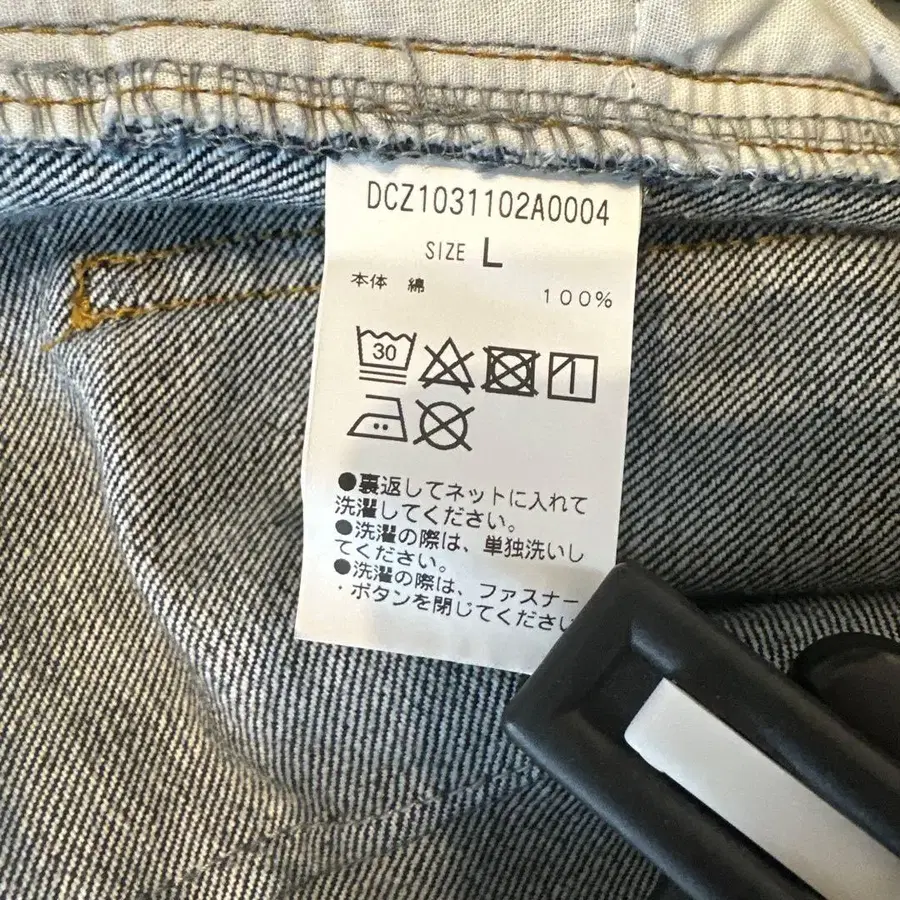 DCZ1031102A0004
SIZE L
本体 綿 100%
30
●裏返してネットに入れて
洗濯してください。
●洗濯の際は、単独洗いし
てください。
●洗濯の際は、ファスナー
・ボタンを閉じてください